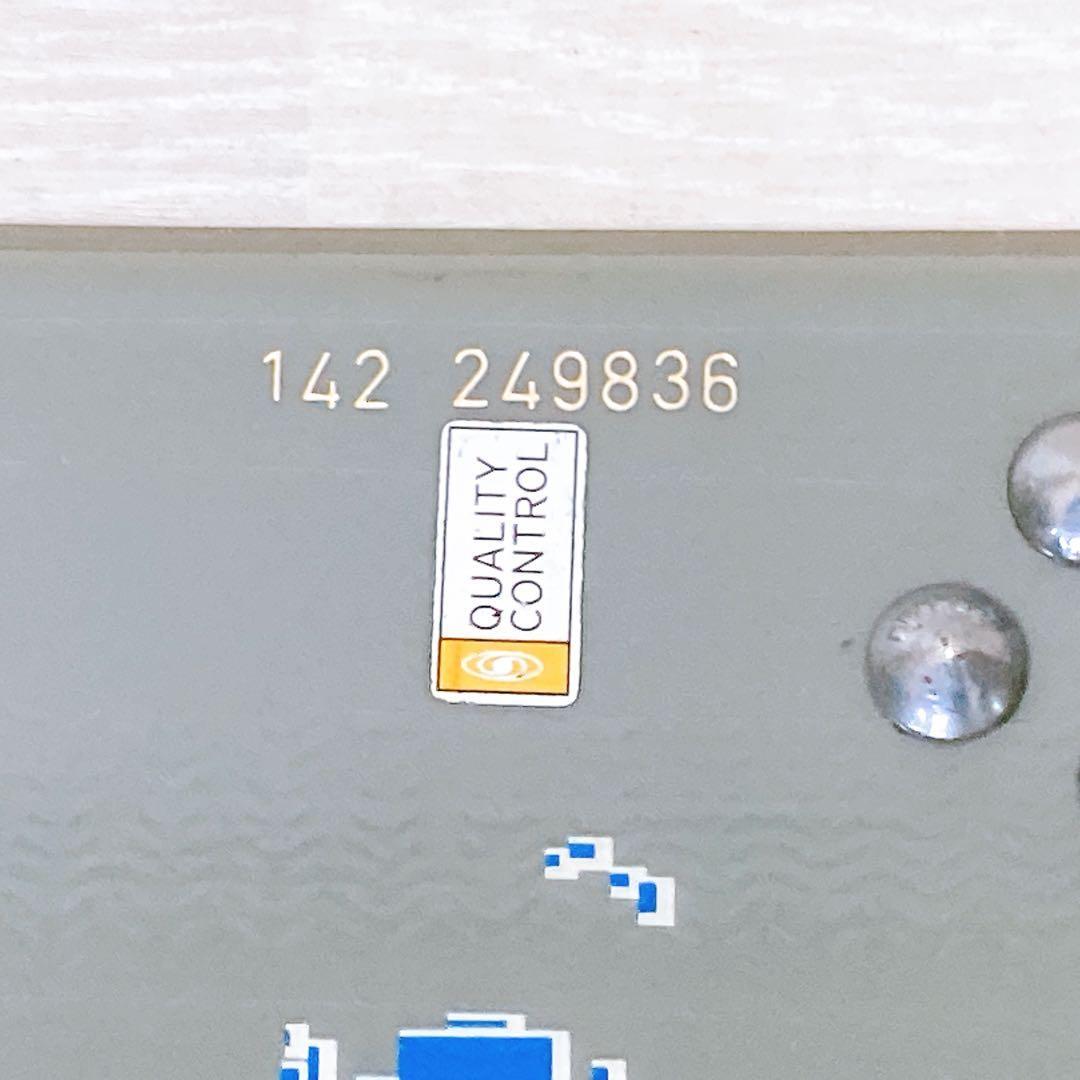 142 249836
QUALITY
CONTROL